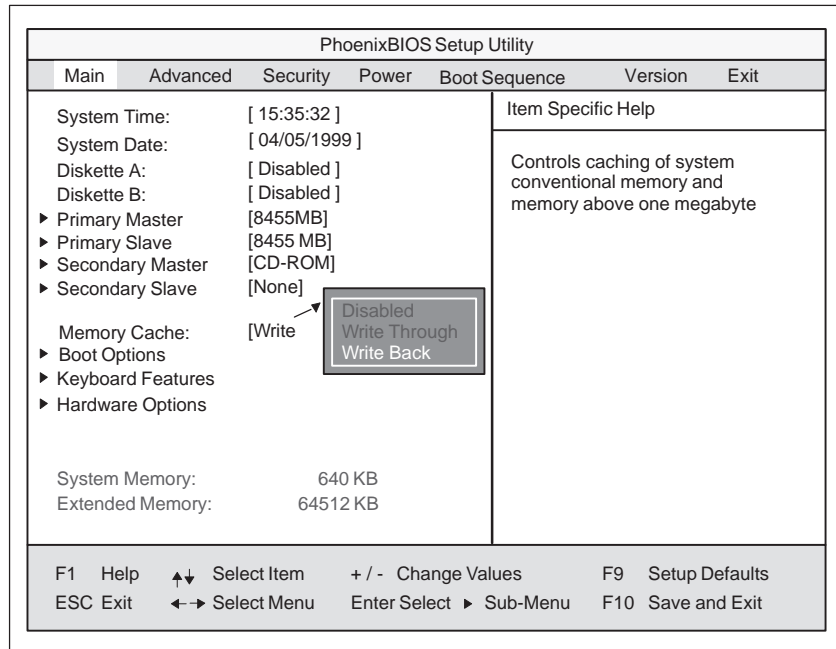 PhoenixBIOS Setup Utility
Main Advanced Security Power Boot Sequence Version Exit
System Time: [ 15:35:32 ]
System Date: [ 04/05/1999 ]
Diskette A: [ Disabled ]
Diskette B: [ Disabled ]
Primary Master [8455MB]
Primary Slave [8455 MB]
Secondary Master [CD-ROM]
Secondary Slave [None]
Memory Cache: [Write
Disabled
Write Through
Write Back
Boot Options
Keyboard Features
Hardware Options
System Memory: 640 KB
Extended Memory: 64512 KB
Item Specific Help
Controls caching of system
conventional memory and
memory above one megabyte
F1 Help Select Item + / - Change Values F9 Setup Defaults
ESC Exit Select Menu Enter Select Sub-Menu F10 Save and Exit